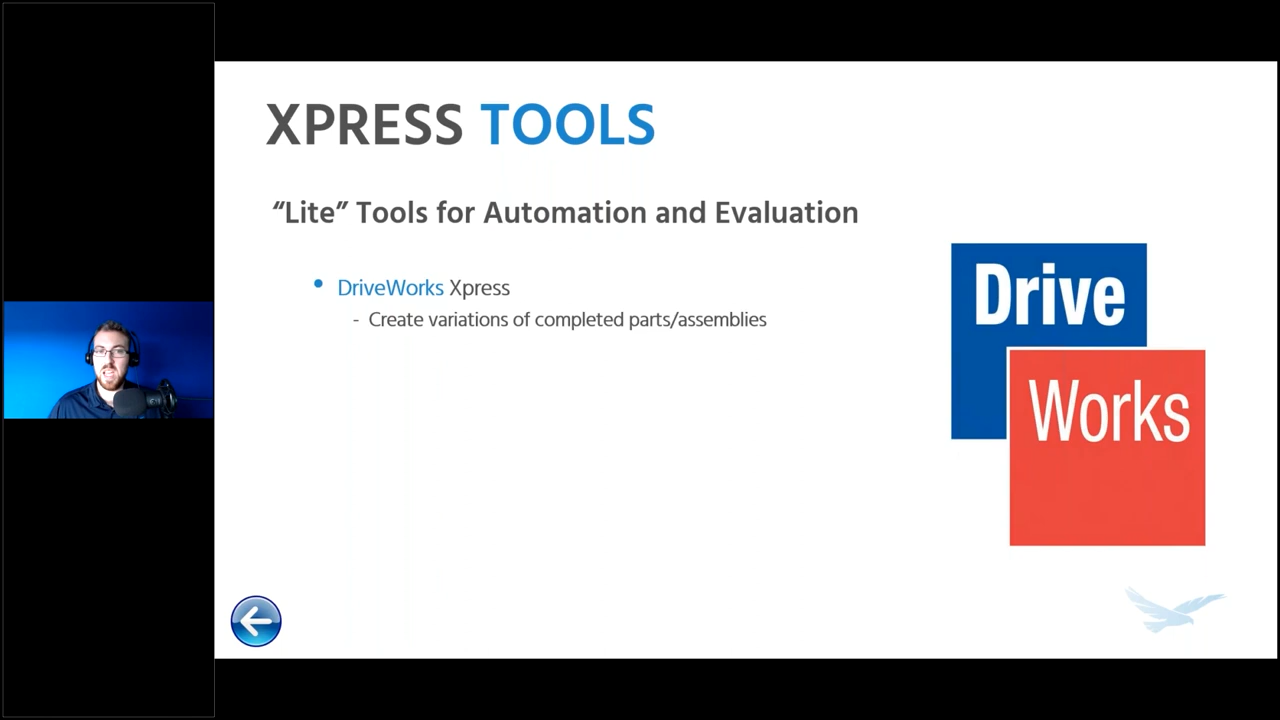 XPRESS TOOLS
“Lite” Tools for Automation and Evaluation
• DriveWorks Xpress
- Create variations of completed parts/assemblies
Drive
Works